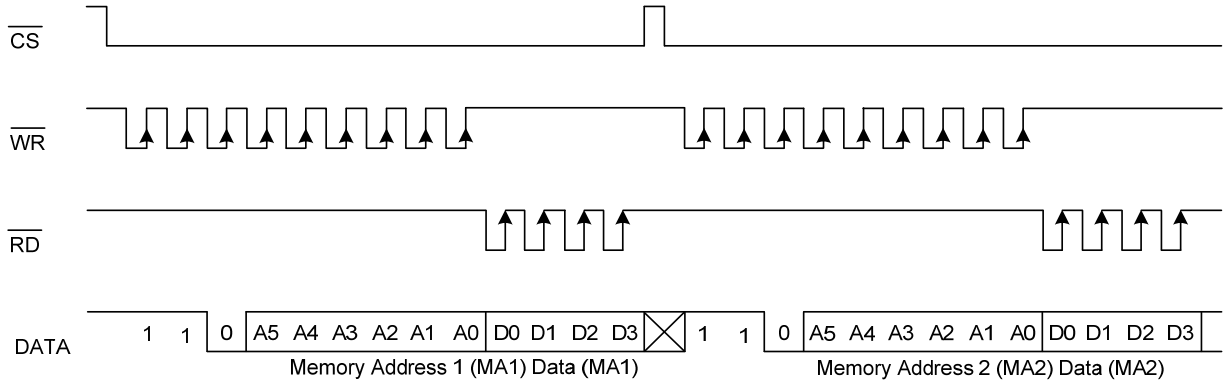 CS
WR
RD
DATA 1 1 0 A5 A4 A3 A2 A1 A0 D0 D1 D2 D3 1 1 0 A5 A4 A3 A2 A1 A0 D0 D1 D2 D3
Memory Address 1 (MA1) Data (MA1) Memory Address 2 (MA2) Data (MA2)